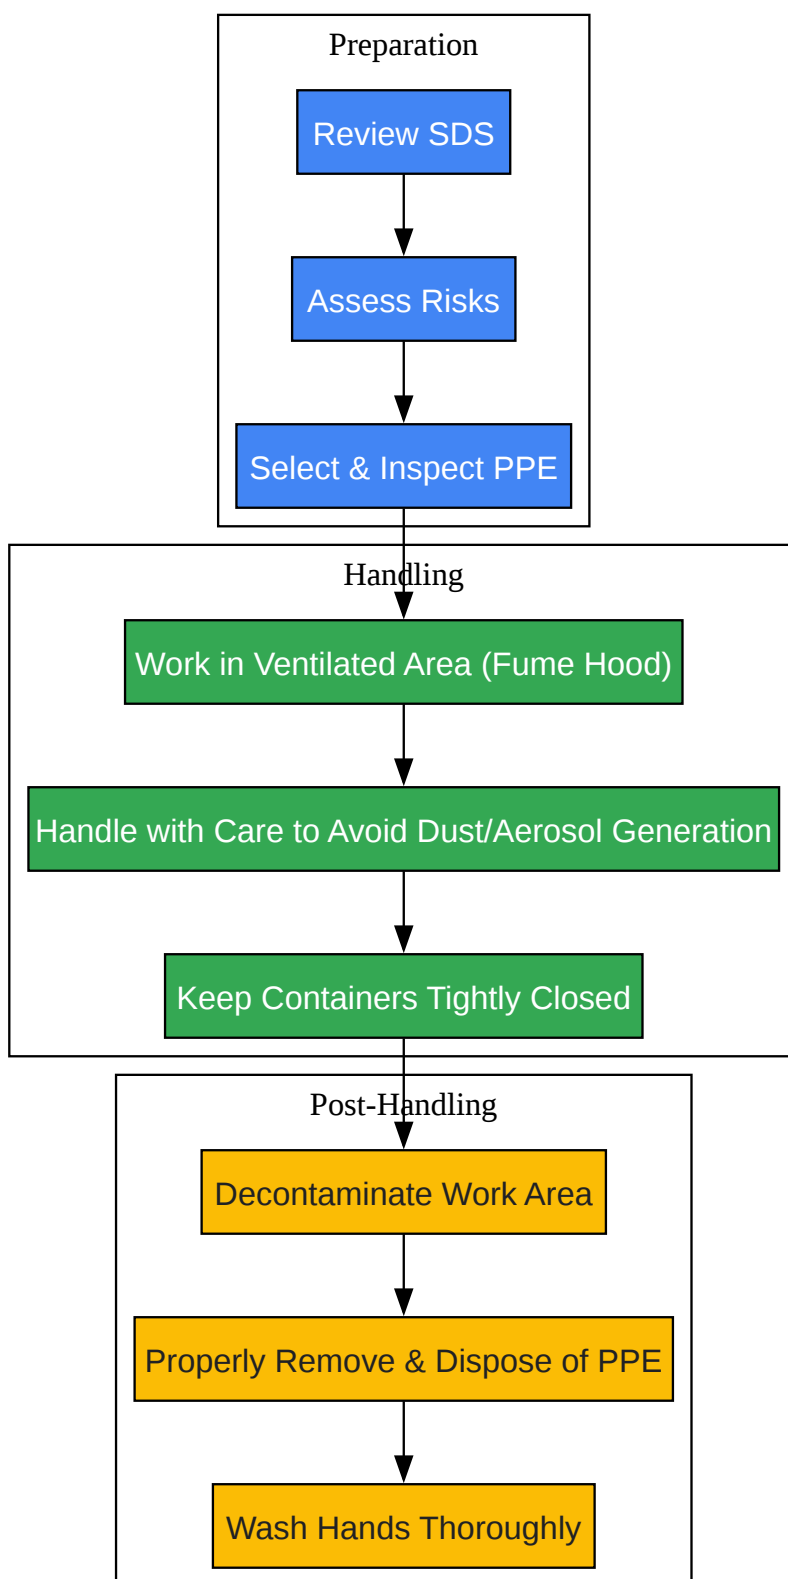 Preparation
Review SDS
Assess Risks
Select & Inspect PPE
Handling
Work in Ventilated Area (Fume Hood)
Handle with Care to Avoid Dust/Aerosol Generation
Keep Containers Tightly Closed
Post-Handling
Decontaminate Work Area
Properly Remove & Dispose of PPE
Wash Hands Thoroughly